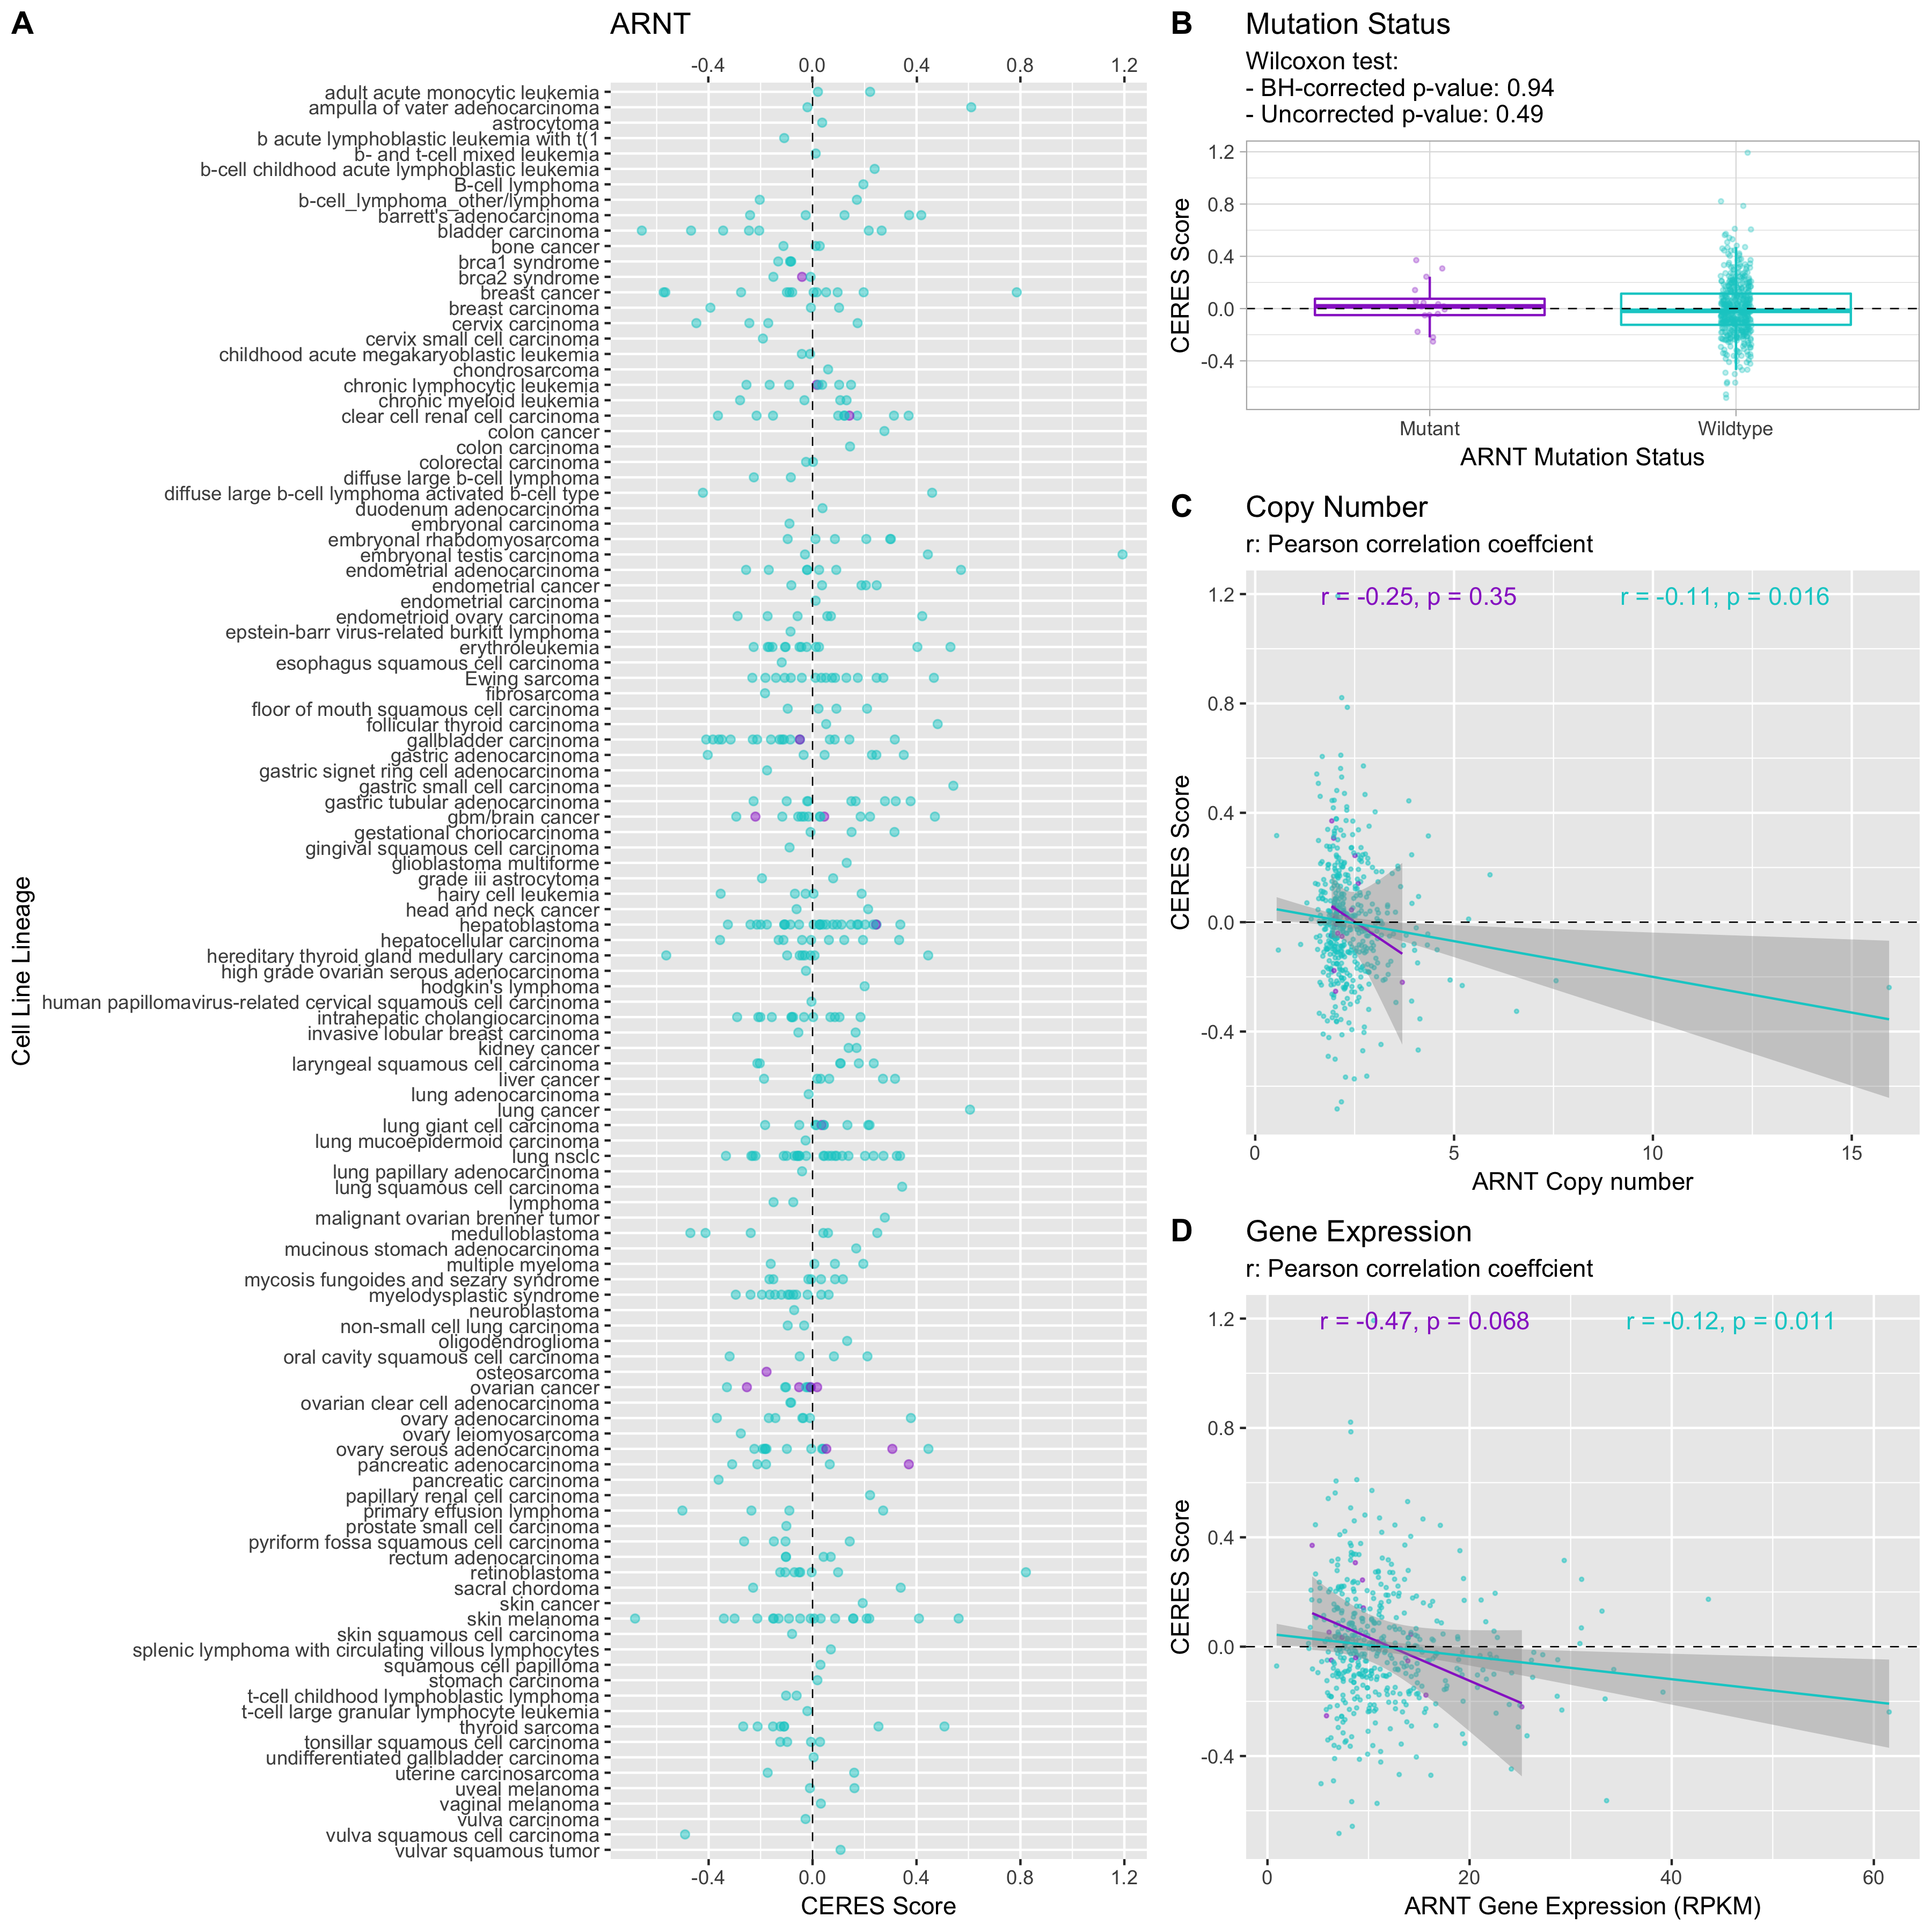 A
ARNT
-0.4 0.0 0.4 0.8 1.2
Cell Line Lineage
adult acute monocytic leukemia
ampulla of vater adenocarcinoma
astrocytoma
b acute lymphoblastic leukemia with t(1
b- and t-cell mixed leukemia
b-cell childhood acute lymphoblastic leukemia
B-cell lymphoma
b-cell_lymphoma_other/lymphoma
barrett's adenocarcinoma
bladder carcinoma
bone cancer
brca1 syndrome
brca2 syndrome
breast cancer
breast carcinoma
cervix carcinoma
cervix small cell carcinoma
childhood acute megakaryoblastic leukemia
chondrosarcoma
chronic lymphocytic leukemia
chronic myeloid leukemia
clear cell renal cell carcinoma
colon cancer
colon carcinoma
colorectal carcinoma
diffuse large b-cell lymphoma
diffuse large b-cell lymphoma activated b-cell type
duodenum adenocarcinoma
embryonal carcinoma
embryonal rhabdomyosarcoma
embryonal testis carcinoma
endometrial adenocarcinoma
endometrial cancer
endometrial carcinoma
endometrioid ovary carcinoma
epstein-barr virus-related burkitt lymphoma
erythroleukemia
esophagus squamous cell carcinoma
Ewing sarcoma
fibrosarcoma
floor of mouth squamous cell carcinoma
follicular thyroid carcinoma
gallbladder carcinoma
gastric adenocarcinoma
gastric signet ring cell adenocarcinoma
gastric small cell carcinoma
gastric tubular adenocarcinoma
gbm/brain cancer
gestational choriocarcinoma
gingival squamous cell carcinoma
glioblastoma multiforme
grade iii astrocytoma
hairy cell leukemia
head and neck cancer
hepatoblastoma
hepatocellular carcinoma
hereditary thyroid gland medullary carcinoma
high grade ovarian serous adenocarcinoma
hodgkin's lymphoma
human papillomavirus-related cervical squamous cell carcinoma
intrahepatic cholangiocarcinoma
invasive lobular breast carcinoma
kidney cancer
laryngeal squamous cell carcinoma
liver cancer
lung adenocarcinoma
lung cancer
lung giant cell carcinoma
lung mucoepidermoid carcinoma
lung nsclc
lung papillary adenocarcinoma
lung squamous cell carcinoma
lymphoma
malignant ovarian brenner tumor
medulloblastoma
mucinous stomach adenocarcinoma
multiple myeloma
mycosis fungoides and sezary syndrome
myelodysplastic syndrome
neuroblastoma
non-small cell lung carcinoma
oligodendroglioma
oral cavity squamous cell carcinoma
osteosarcoma
ovarian cancer
ovarian clear cell adenocarcinoma
ovary adenocarcinoma
ovary leiomyosarcoma
ovary serous adenocarcinoma
pancreatic adenocarcinoma
pancreatic carcinoma
papillary renal cell carcinoma
primary effusion lymphoma
prostate small cell carcinoma
pyriform fossa squamous cell carcinoma
rectum adenocarcinoma
retinoblastoma
sacral chordoma
skin cancer
skin melanoma
skin squamous cell carcinoma
splenic lymphoma with circulating villous lymphocytes
squamous cell papilloma
stomach carcinoma
t-cell childhood lymphoblastic lymphoma
t-cell large granular lymphocyte leukemia
thyroid sarcoma
tonsillar squamous cell carcinoma
undifferentiated gallbladder carcinoma
uterine carcinosarcoma
uveal melanoma
vaginal melanoma
vulva carcinoma
vulva squamous cell carcinoma
vulvar squamous tumor
-0.4 0.0 0.4 0.8 1.2
CERES Score
B
Mutation Status
Wilcoxon test:
- BH-corrected p-value: 0.94
- Uncorrected p-value: 0.49
CERES Score
1.2
0.8
0.4
0.0
-0.4
Mutant Wildtype
ARNT Mutation Status
C
Copy Number
r: Pearson correlation coeffcient
r = -0.25, p = 0.35
r = -0.11, p = 0.016
CERES Score
1.2
0.8
0.4
0.0
-0.4
0 5 10 15
ARNT Copy number
D
Gene Expression
r: Pearson correlation coeffcient
r = -0.47, p = 0.068
r = -0.12, p = 0.011
CERES Score
1.2
0.8
0.4
0.0
-0.4
0 20 40 60
ARNT Gene Expression (RPKM)